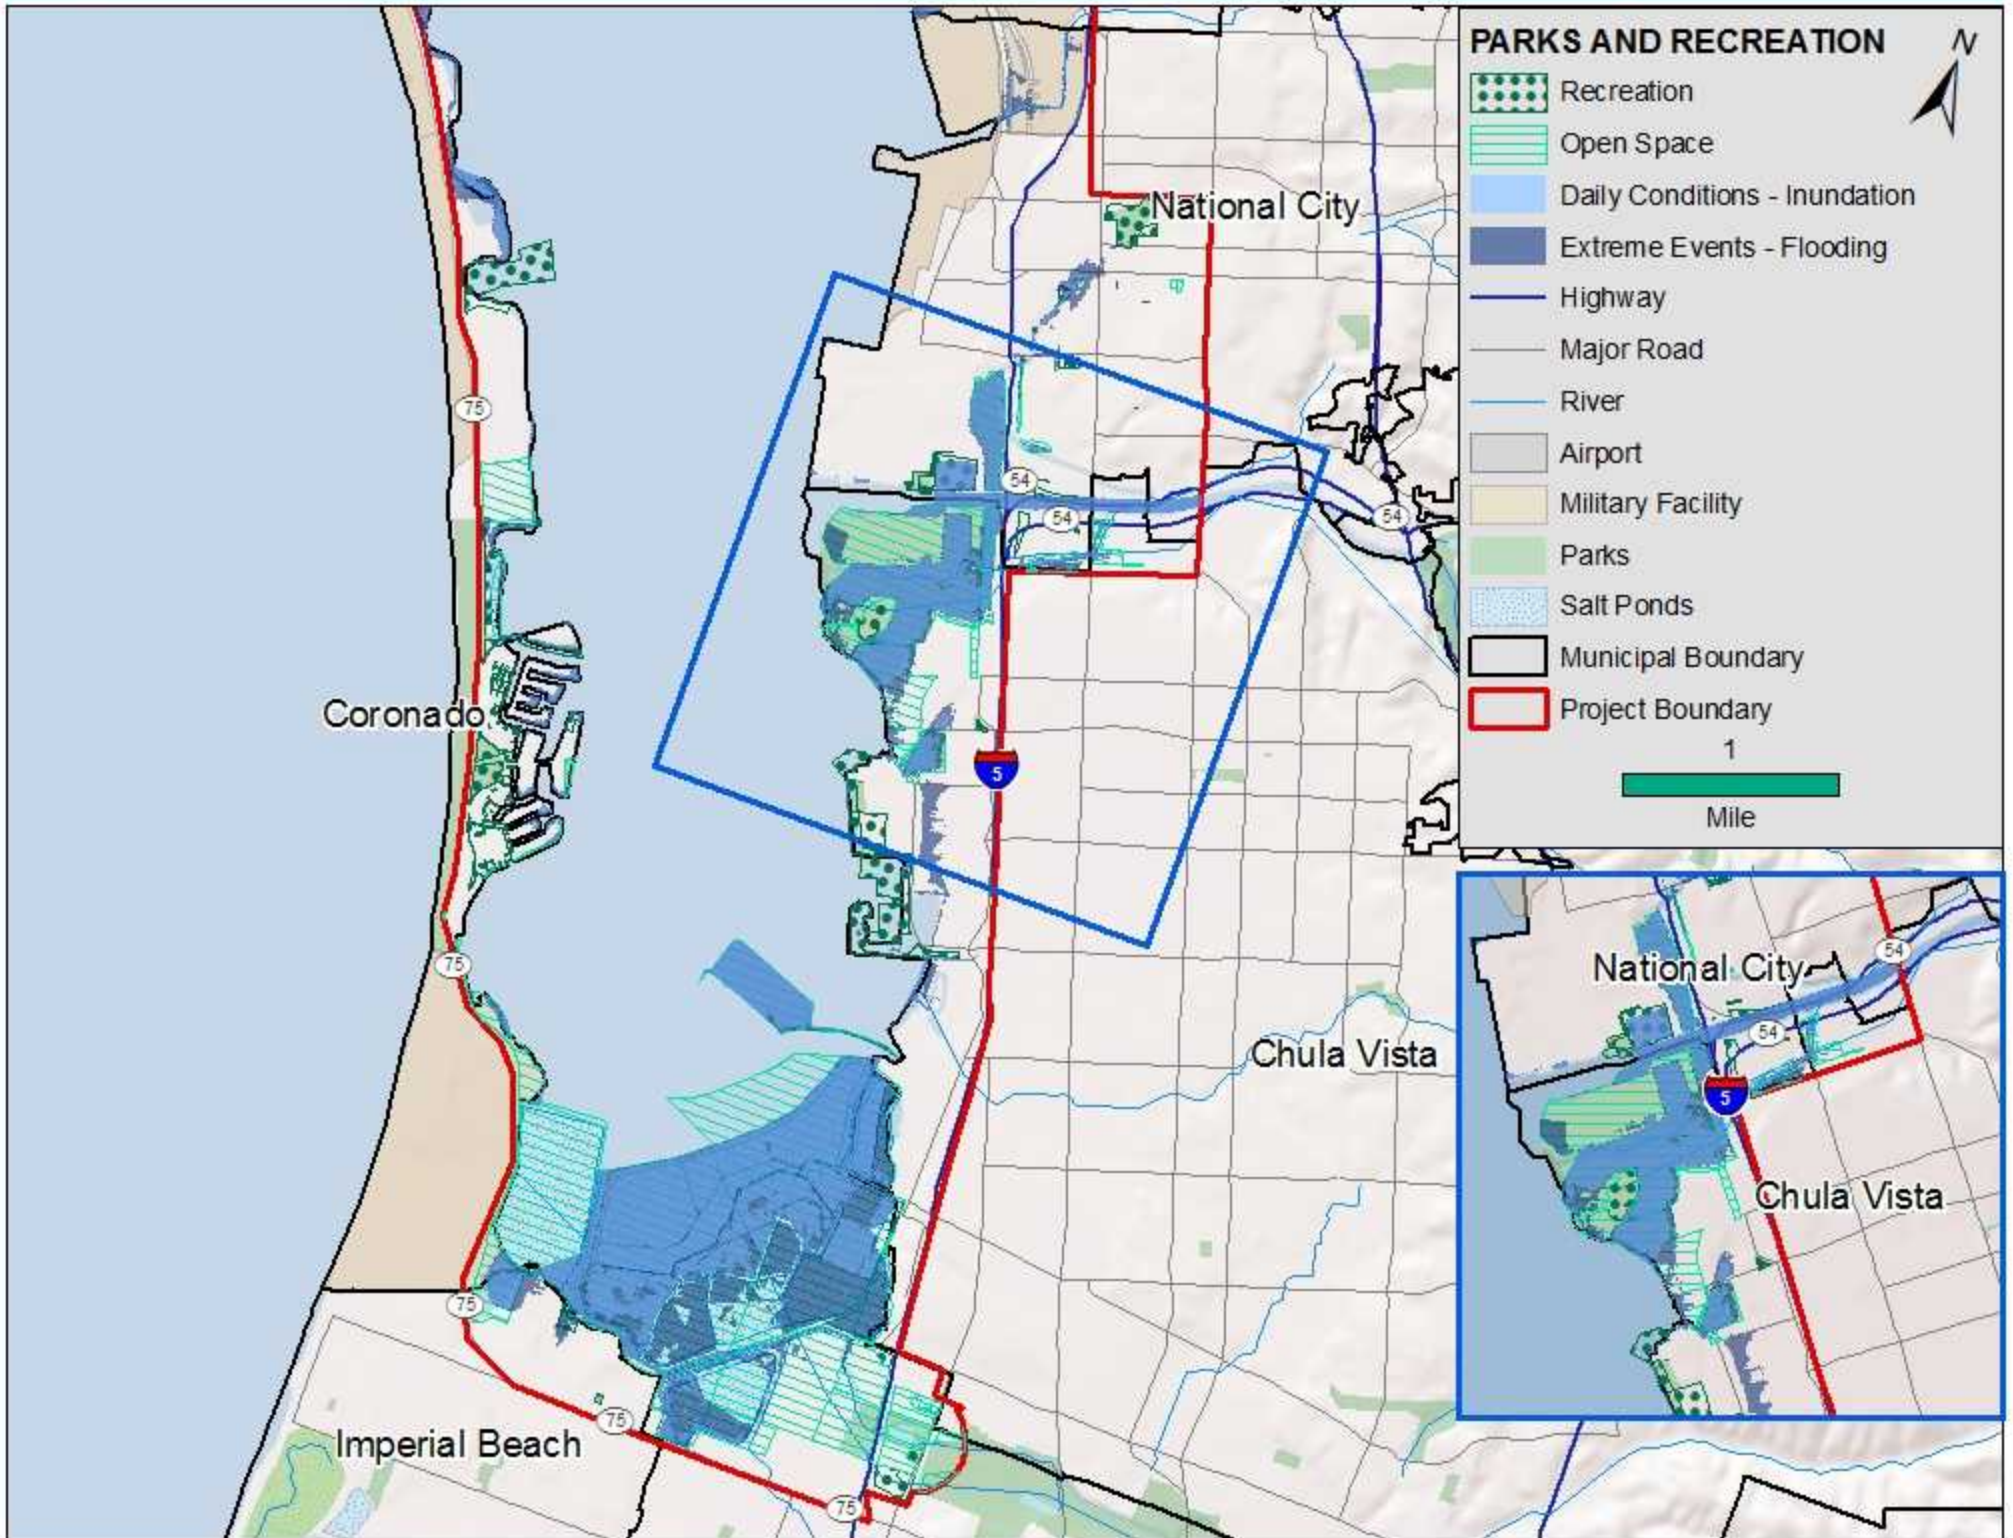 PARKS AND RECREATION
N
Recreation
Open Space
Daily Conditions - Inundation
Extreme Events - Flooding
Highway
Major Road
River
Airport
Military Facility
Parks
Salt Ponds
Municipal Boundary
Project Boundary
1
Mile
National City
75
54
54
54
Coronado
5
75
Chula Vista
75
75
Imperial Beach
75
National City
54
54
5
Chula Vista